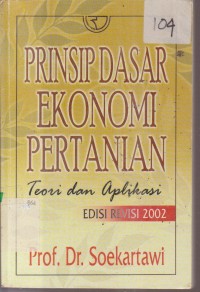 104
PRINSIP DASAR
EKONOMI
PERTANIAN
Teori dan Aplikasi
EDISI REVISI 2002
Prof. Dr. Soekartawi